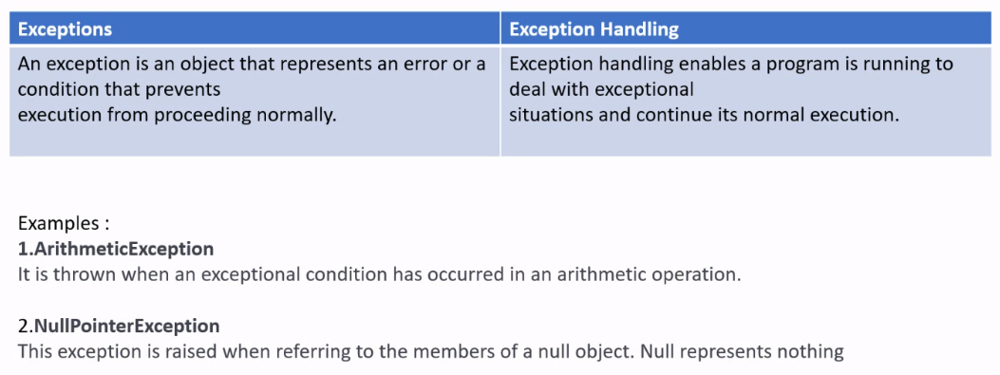 Exceptions
Exception Handling
An exception is an object that represents an error or a
condition that prevents
execution from proceeding normally.
Exception handling enables a program is running to
deal with exceptional
situations and continue its normal execution.
Examples :
1.ArithmeticException
It is thrown when an exceptional condition has occurred in an arithmetic operation.
2.NullPointerException
This exception is raised when referring to the members of a null object. Null represents nothing